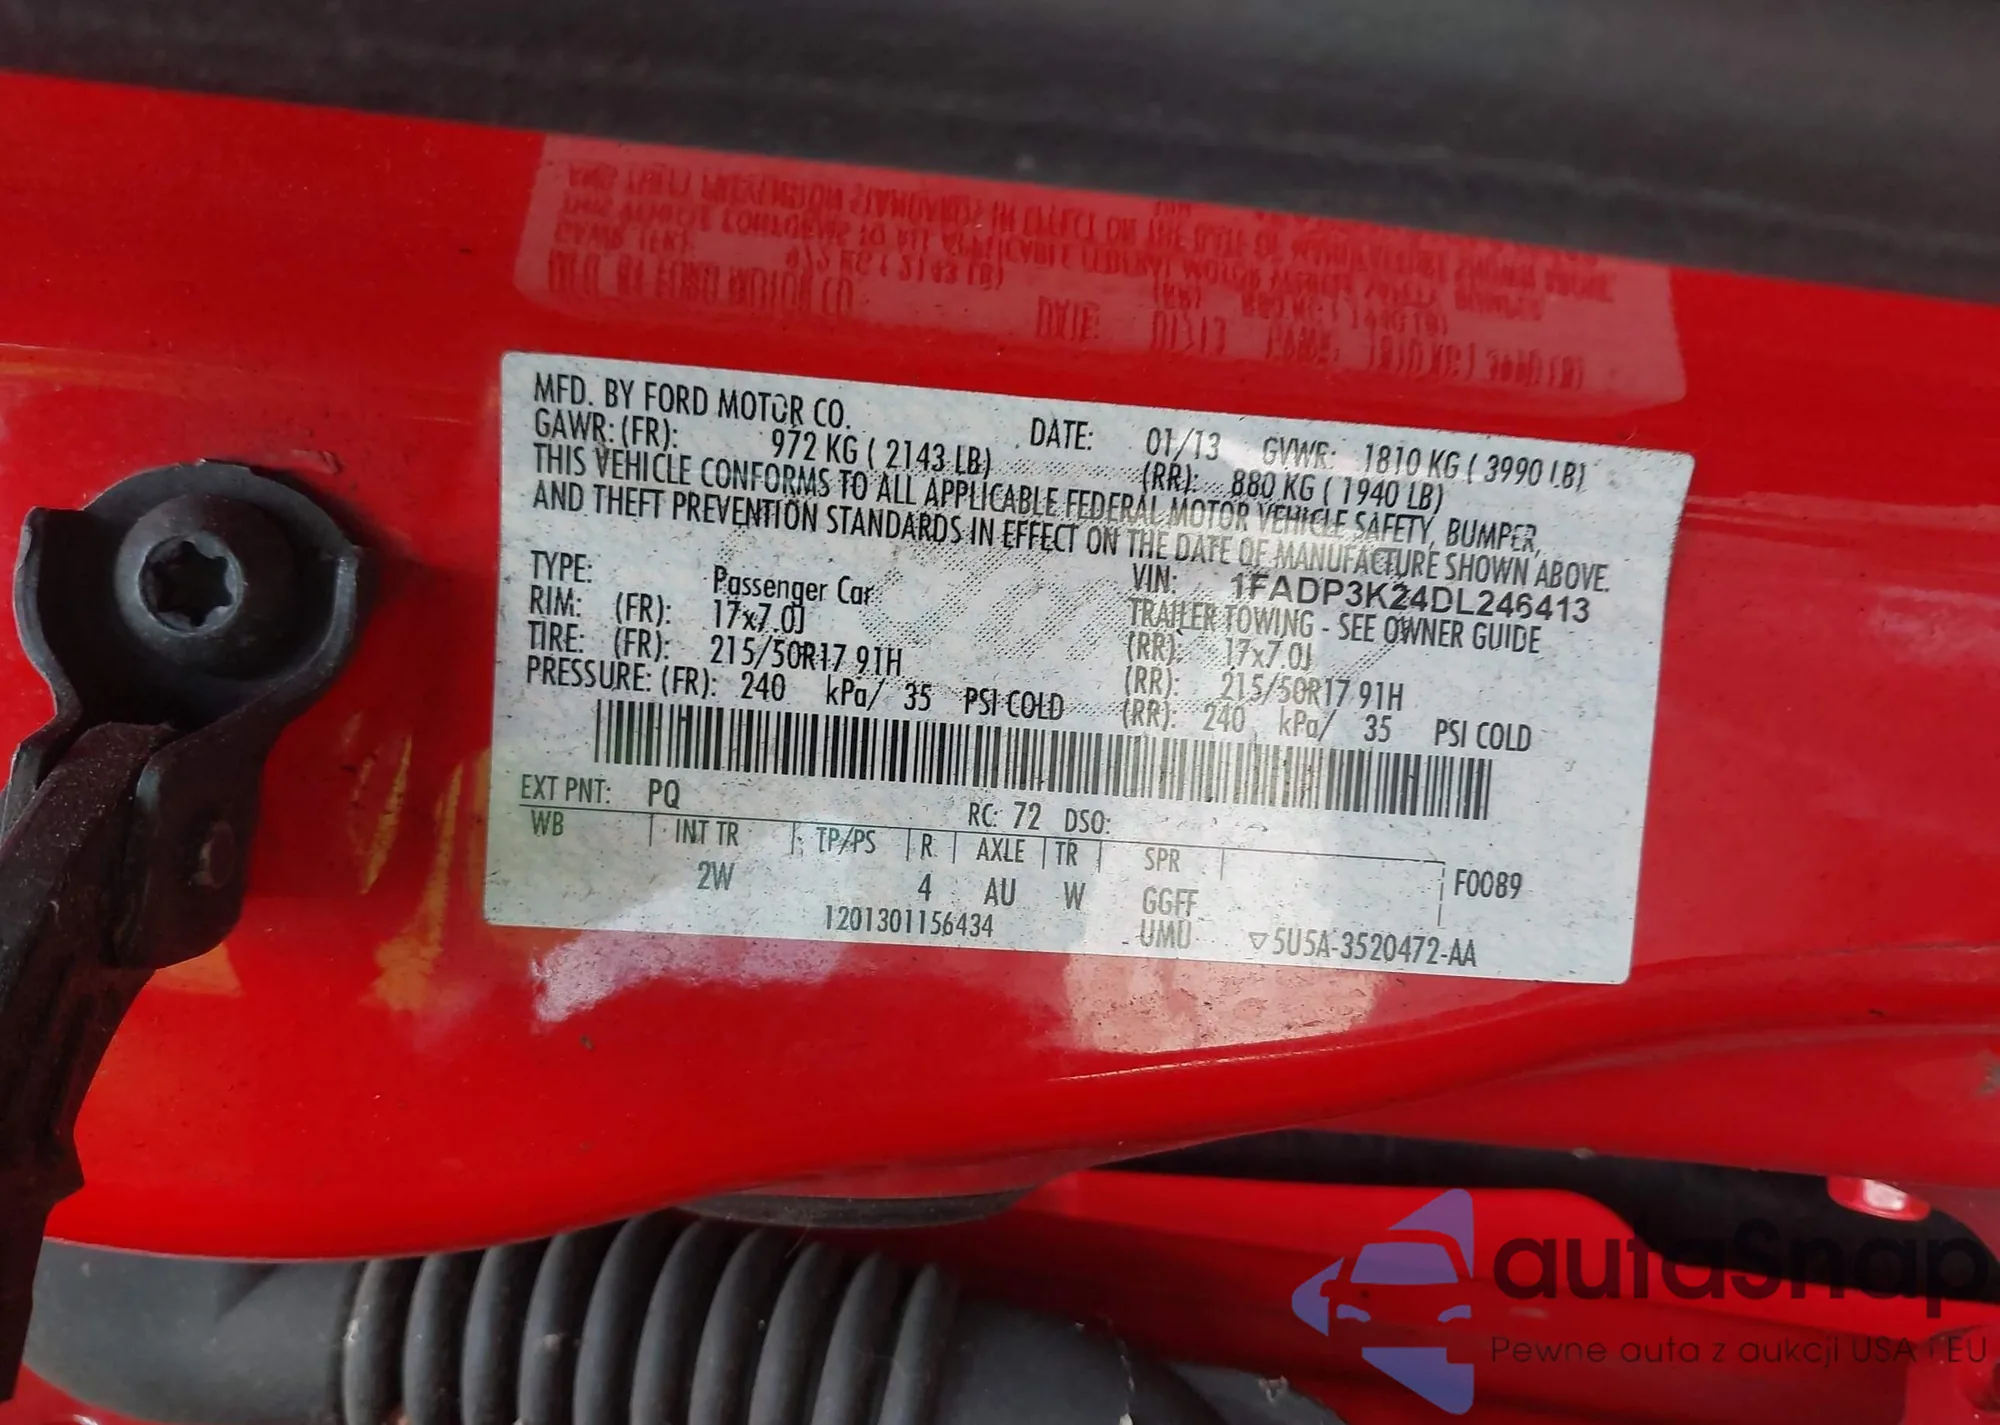 MFD. BY FORD MOTOR CO.
DATE: 01/13 GVWR: 1810 KG ( 3990 LB)
GAWR: (FR): 972 KG ( 2143 LB) (RR): 880 KG ( 1940 LB)
THIS VEHICLE CONFORMS TO ALL APPLICABLE FEDERAL MOTOR VEHICLE SAFETY, BUMPER,
AND THEFT PREVENTION STANDARDS IN EFFECT ON THE DATE OF MANUFACTURE SHOWN ABOVE.
VIN: 1FADP3K24DL246413
TYPE: Passenger Car TRAILER TOWING - SEE OWNER GUIDE
RIM: (FR): 17x7.0J (RR): 17x7.0J
TIRE: (FR): 215/50R17 91H (RR): 215/50R17 91H
PRESSURE: (FR): 240 kPa/ 35 PSI COLD (RR): 240 kPa/ 35 PSI COLD
EXT PNT: PQ RC: 72 DSO:
WB INT TR TP/PS R AXLE TR SPR F0089
2W 4 AU W GGFF
1201301156434 UMU ▽5U5A-3520472-AA
autasnap
Pewne auta z aukcji USA i EU